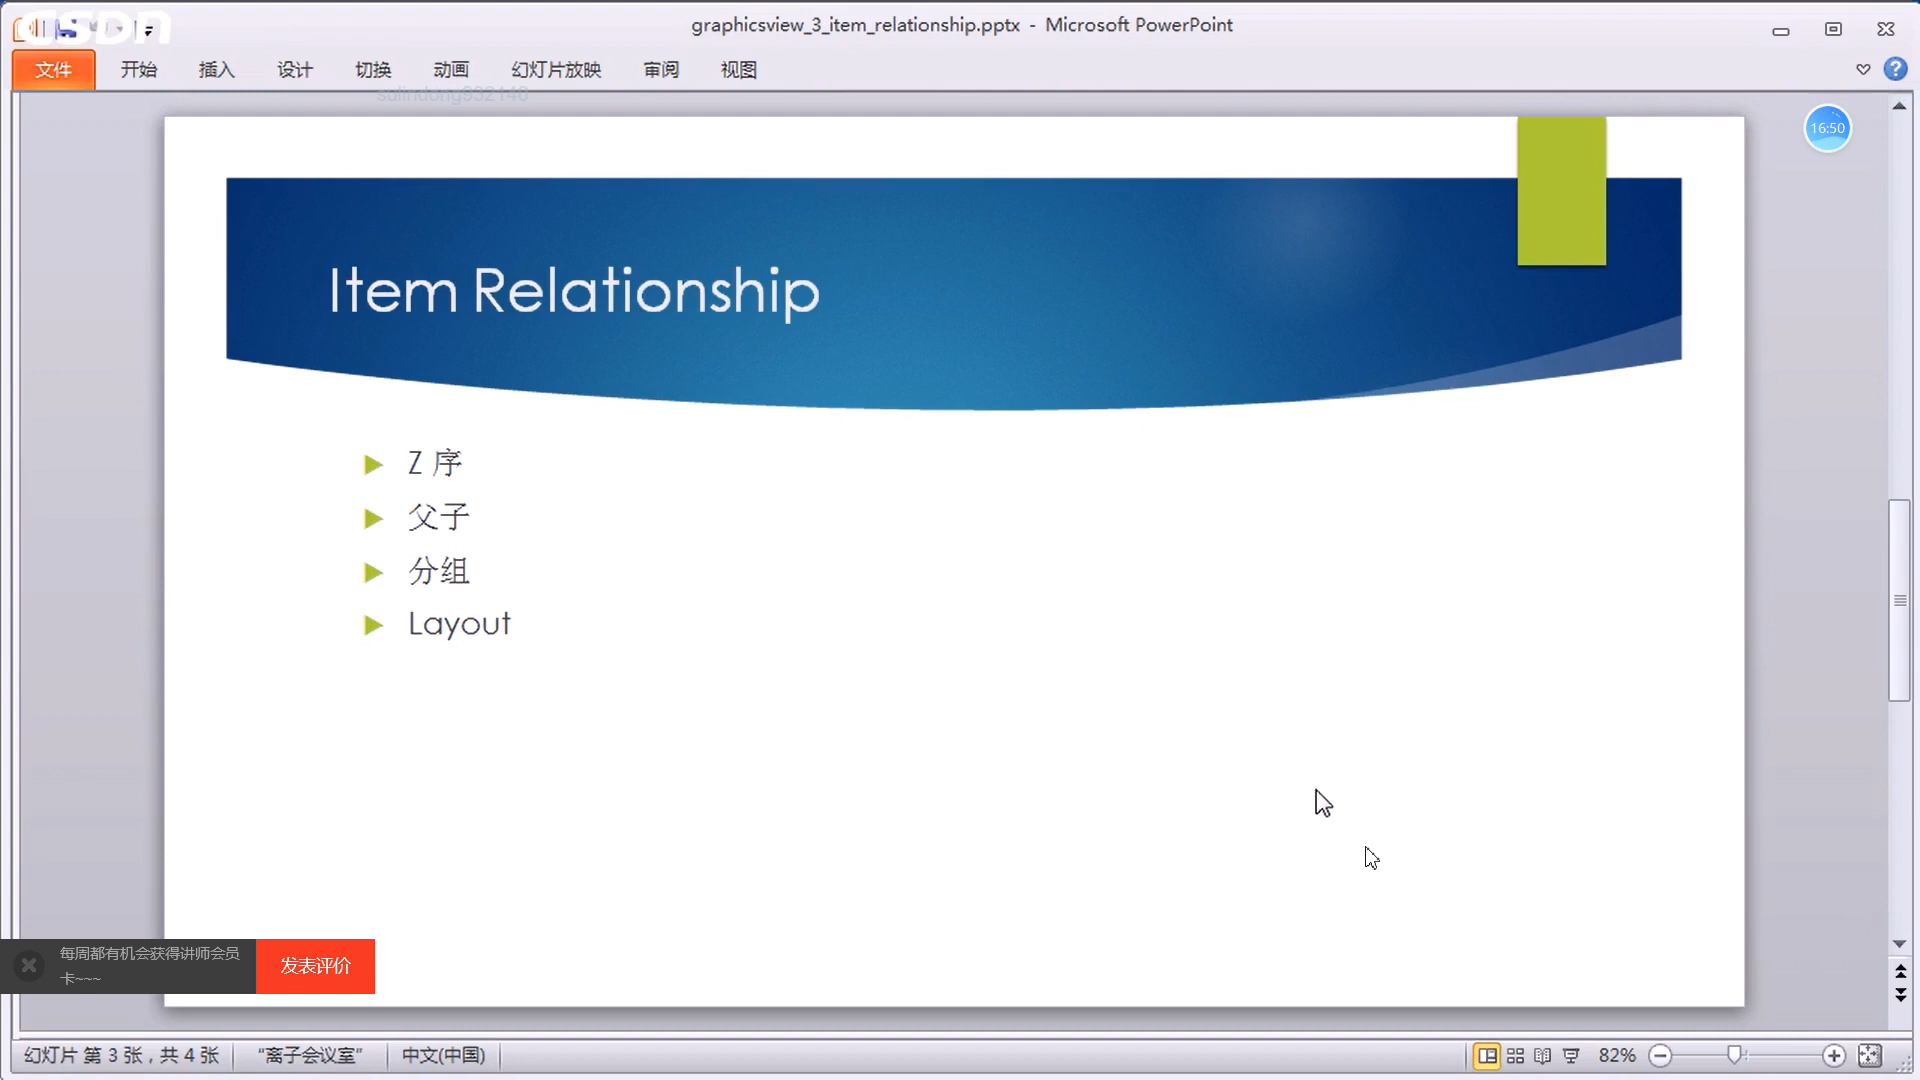 CSDN
graphicsview_3_item_relationship.pptx - Microsoft PowerPoint
文件 开始 插入 设计 切换 动画 幻灯片放映 审阅 视图
16:50
Item Relationship
Z 序
父子
分组
Layout
每周都有机会获得讲师会员
卡~~~
发表评价
幻灯片 第 3 张，共 4 张 “离子会议室” 中文(中国) 82%